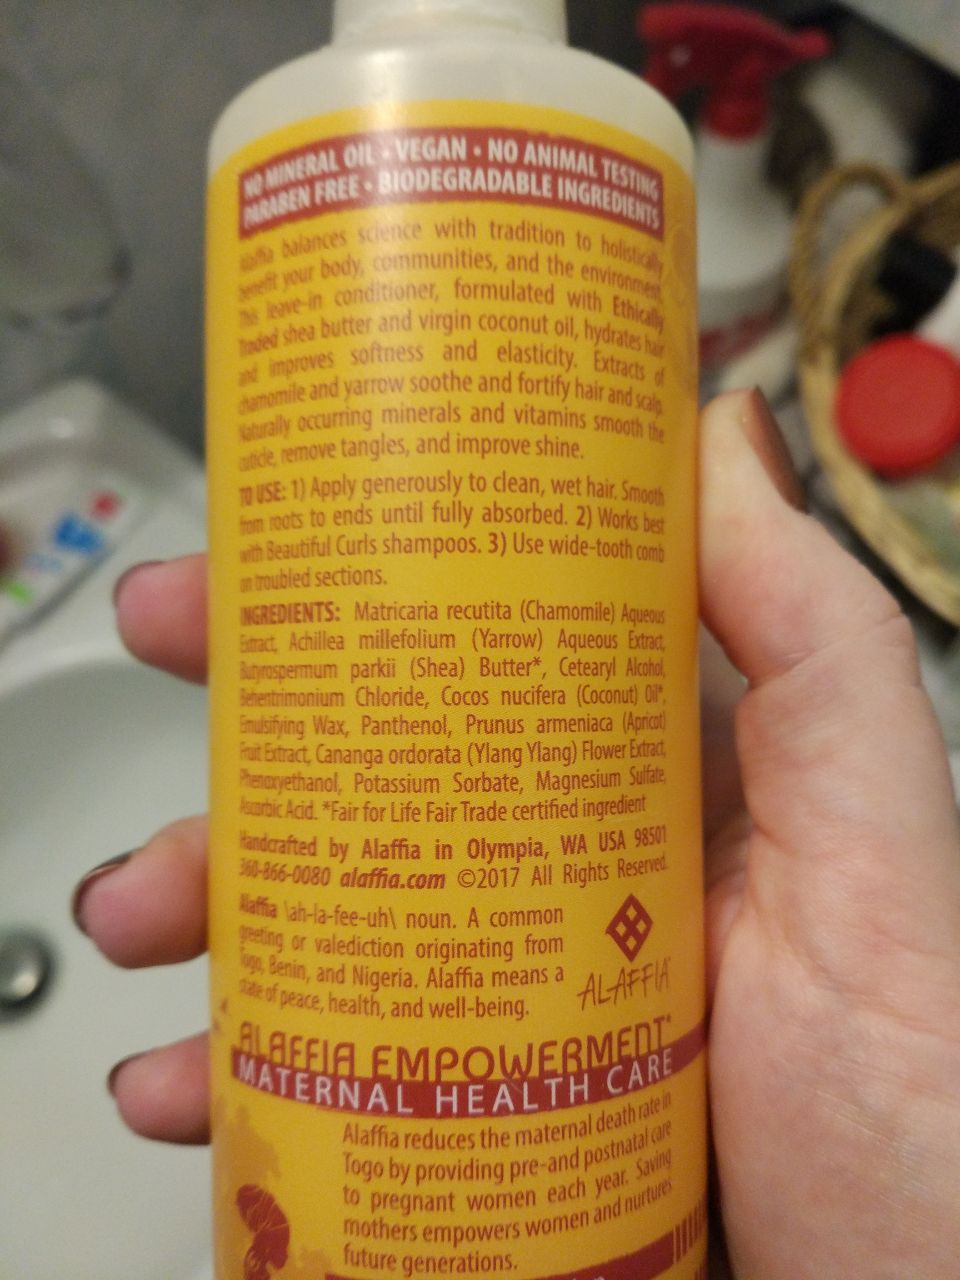 NO MINERAL OIL • VEGAN • NO ANIMAL TESTING
PARABEN FREE • BIODEGRADABLE INGREDIENTS
Alaffia balances science with tradition to holistically
benefit your body, communities, and the environment.
This leave-in conditioner, formulated with Ethically
Traded shea butter and virgin coconut oil, hydrates hair
and improves softness and elasticity. Extracts of
chamomile and yarrow soothe and fortify hair and scalp.
Naturally occurring minerals and vitamins smooth the
cuticle, remove tangles, and improve shine.
TO USE: 1) Apply generously to clean, wet hair. Smooth
from roots to ends until fully absorbed. 2) Works best
with Beautiful Curls shampoos. 3) Use wide-tooth comb
on troubled sections.
INGREDIENTS: Matricaria recutita (Chamomile) Aqueous
Extract, Achillea millefolium (Yarrow) Aqueous Extract,
Butyrospermum parkii (Shea) Butter*, Cetearyl Alcohol,
Behentrimonium Chloride, Cocos nucifera (Coconut) Oil*,
Emulsifying Wax, Panthenol, Prunus armeniaca (Apricot)
Fruit Extract, Cananga ordorata (Ylang Ylang) Flower Extract,
Phenoxyethanol, Potassium Sorbate, Magnesium Sulfate,
Ascorbic Acid. *Fair for Life Fair Trade certified ingredient
Handcrafted by Alaffia in Olympia, WA USA 98501
360-866-0080 alaffia.com ©2017 All Rights Reserved.
Alaffia \ah-la-fee-uh\ noun. A common
greeting or valediction originating from
Togo, Benin, and Nigeria. Alaffia means a
state of peace, health, and well-being.
ALAFFIA
ALAFFIA EMPOWERMENT
MATERNAL HEALTH CARE
Alaffia reduces the maternal death rate in
Togo by providing pre-and postnatal care
to pregnant women each year. Saving
mothers empowers women and nurtures
future generations.